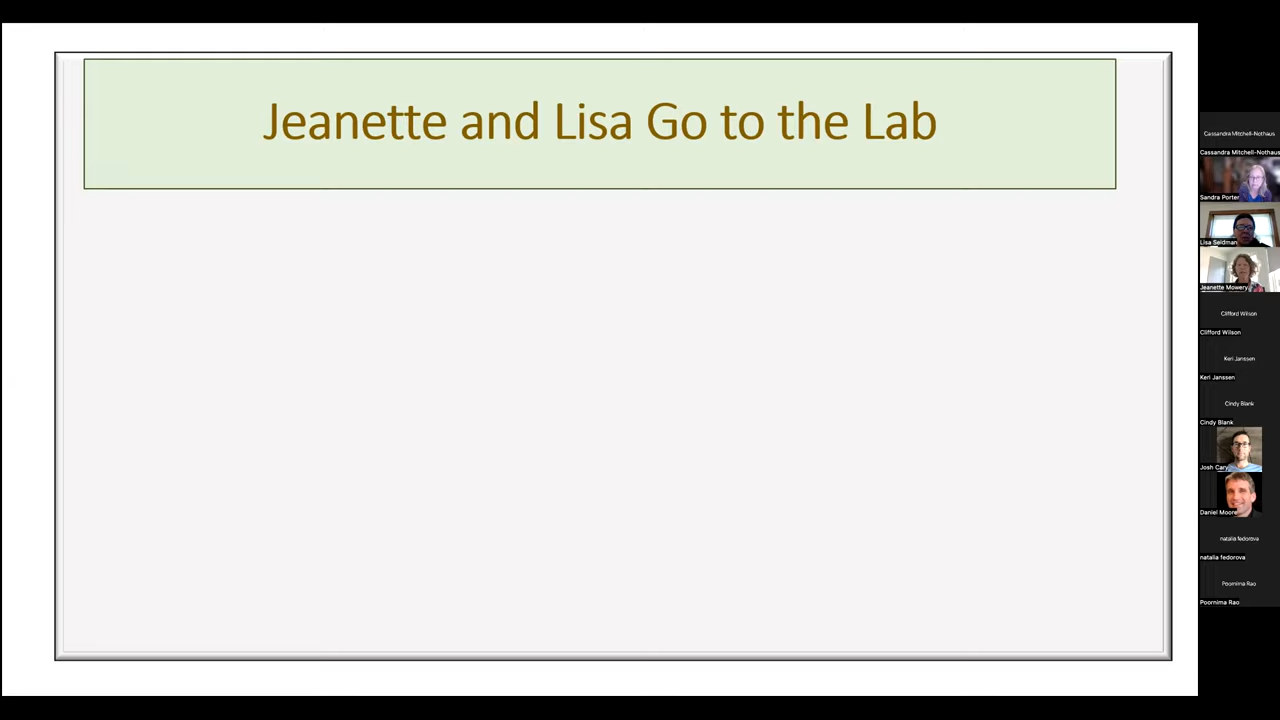 Jeanette and Lisa Go to the Lab
Cassandra Mitchell-Nothaus
Cassandra Mitchell-Nothaus
Sandra Porter
Lisa Seidman
Jeanette Mowery
Clifford Wilson
Clifford Wilson
Keri Janssen
Keri Janssen
Cindy Blank
Cindy Blank
Josh Cary
Daniel Moore
natalia fedorova
natalia fedorova
Poornima Rao
Poornima Rao